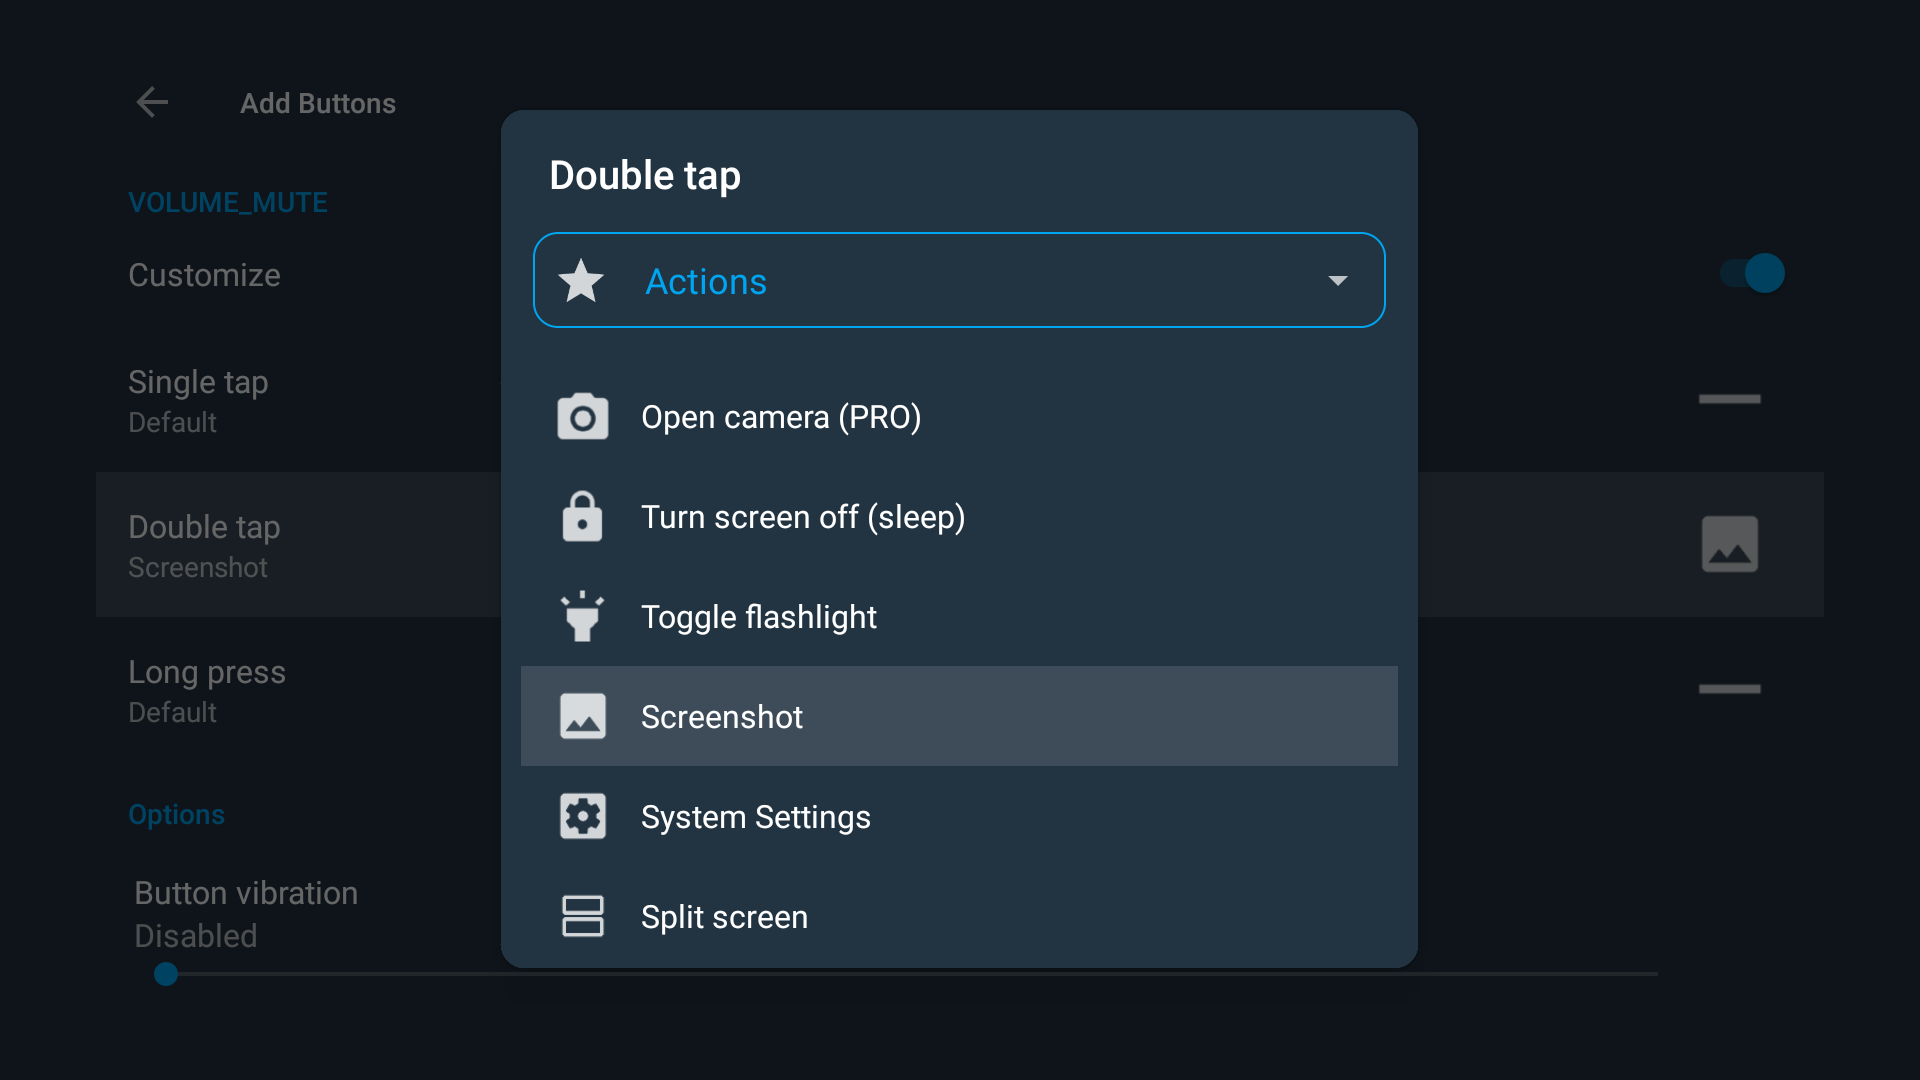 Add Buttons
VOLUME_MUTE
Customize
Single tap
Default
Double tap
Screenshot
Long press
Default
Options
Button vibration
Disabled
Double tap
Actions
Open camera (PRO)
Turn screen off (sleep)
Toggle flashlight
Screenshot
System Settings
Split screen